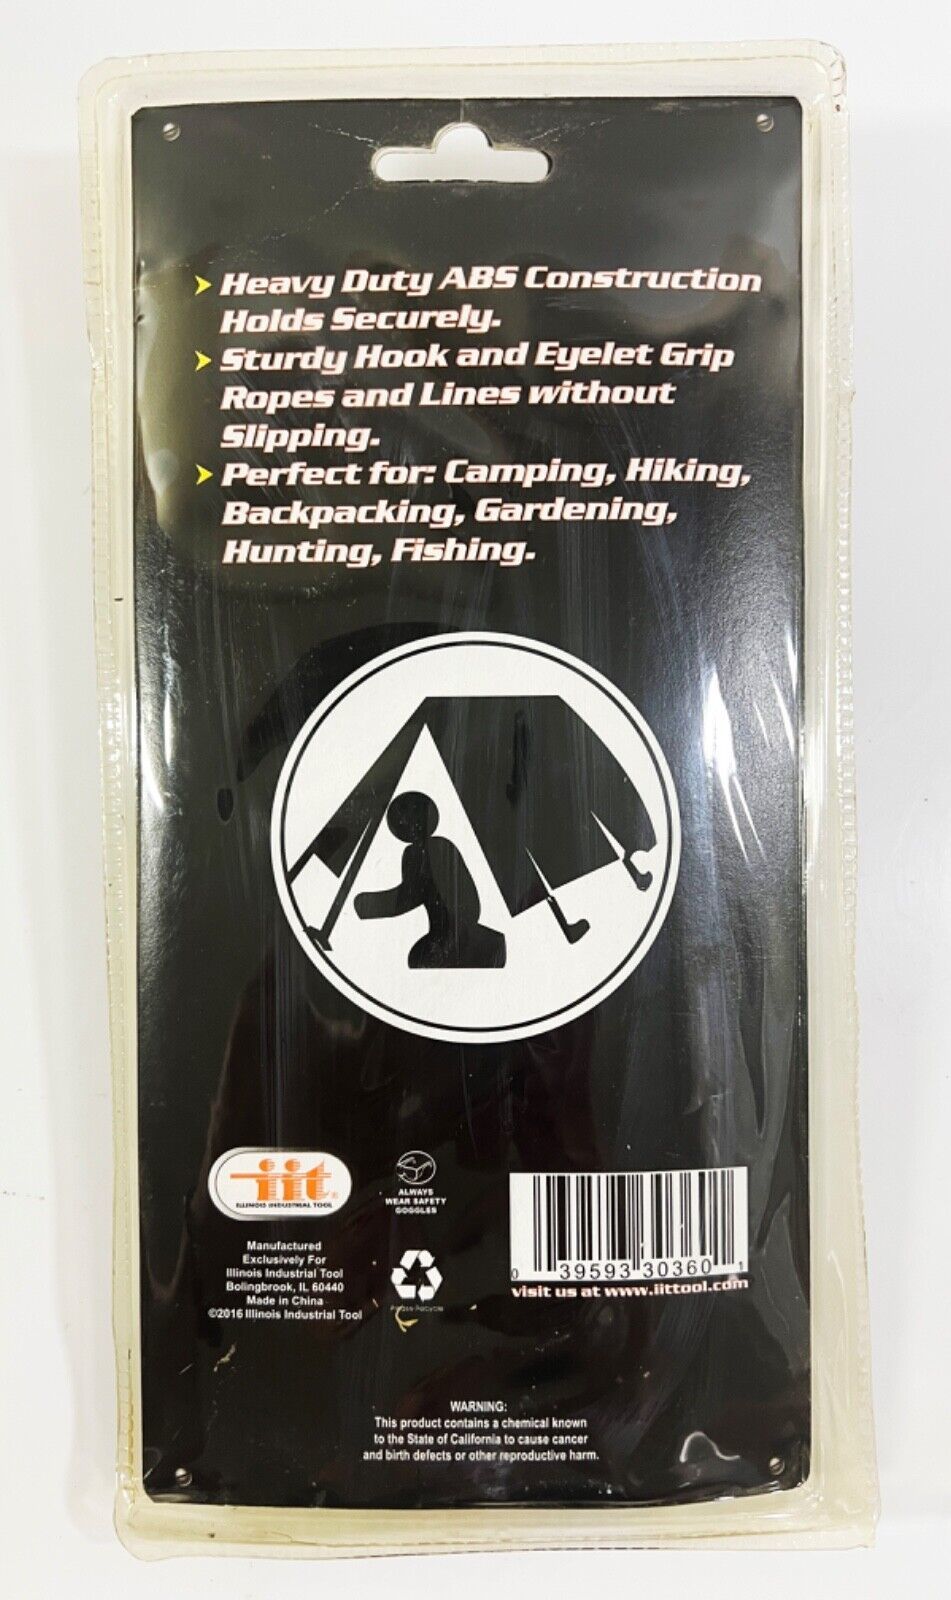 Heavy Duty ABS Construction
Holds Securely.
Sturdy Hook and Eyelet Grip
Ropes and Lines without
Slipping.
Perfect for: Camping, Hiking,
Backpacking, Gardening,
Hunting, Fishing.
iit®
ILLINOIS INDUSTRIAL TOOL
Manufactured
Exclusively For
Illinois Industrial Tool
Bolingbrook, IL 60440
Made in China
©2016 Illinois Industrial Tool
ALWAYS
WEAR SAFETY
GOGGLES
Please Recycle
0 39593 30360 1
visit us at www.iittool.com
WARNING:
This product contains a chemical known
to the State of California to cause cancer
and birth defects or other reproductive harm.